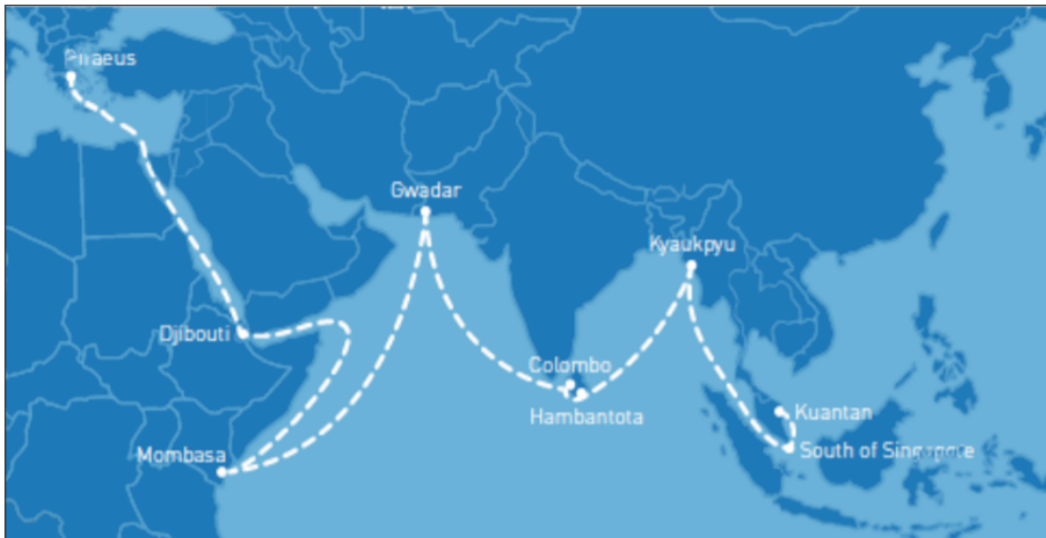 Piraeus
Gwadar
Kyaukpyu
Djibouti
Colombo
Hambantota
Kuantan
South of Singapore
Mombasa